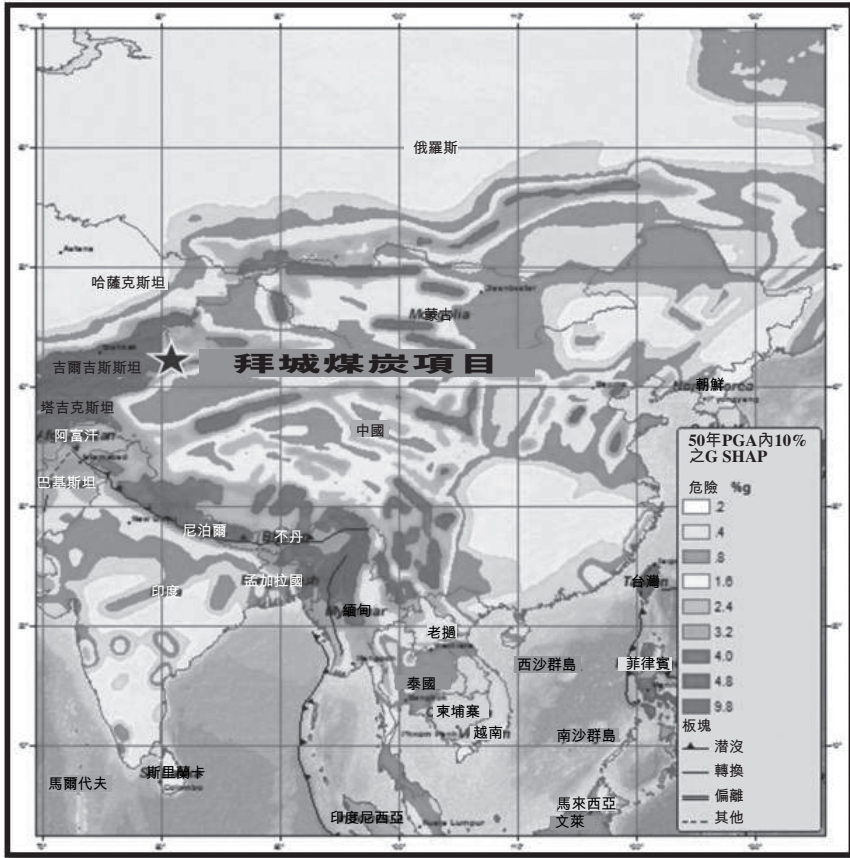 俄羅斯
Astana
哈薩克斯坦
蒙古
吉爾吉斯斯坦
拜城煤炭項目
朝鮮
塔吉克斯坦
中國
阿富汗
巴基斯坦
50年PGA內10%
之G SHAP
危險 %g
.2
.4
.8
1.6
2.4
3.2
4.0
4.8
9.8
板塊
潛沒
轉換
偏離
其他
尼泊爾
不丹
孟加拉國
印度
緬甸
台灣
老撾
西沙群島
菲律賓
泰國
柬埔寨
越南
南沙群島
斯里蘭卡
馬爾代夫
印度尼西亞
Kuala Lumpur
馬來西亞
文萊